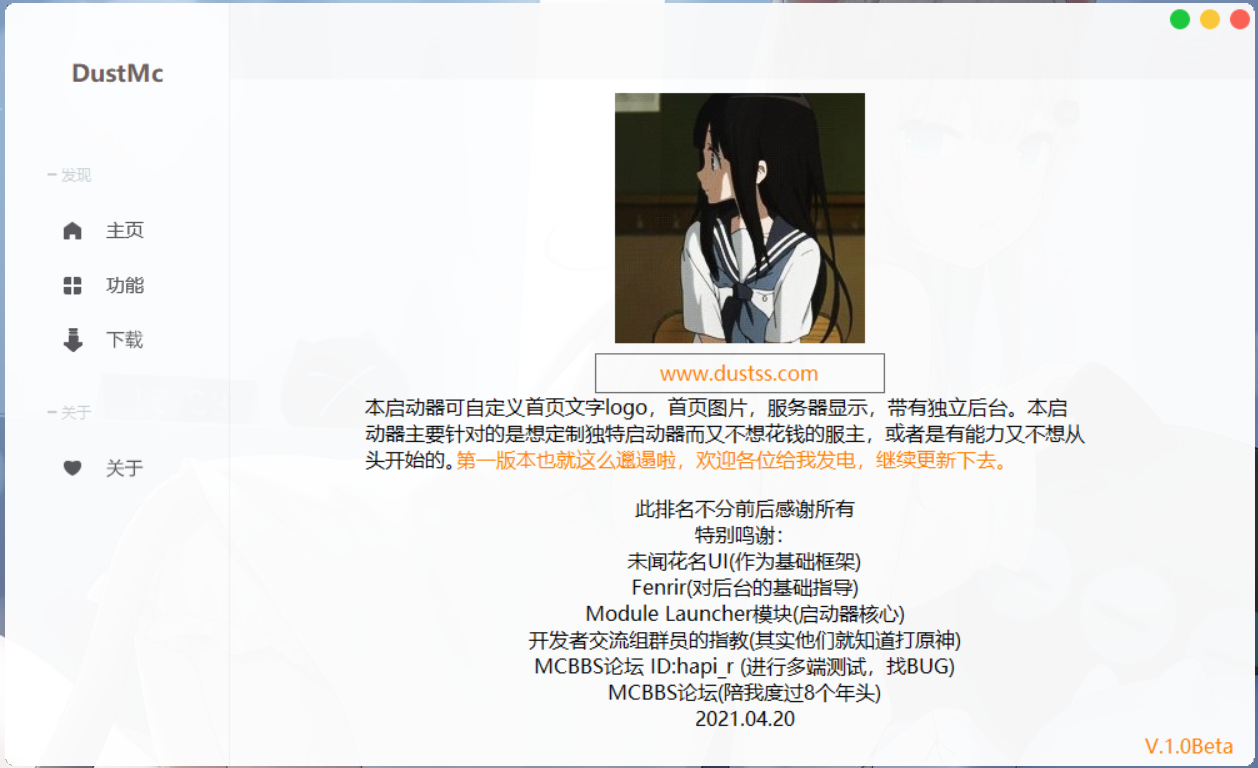 DustMc
发现
主页
功能
下载
关于
关于
www.dustss.com
本启动器可自定义首页文字logo，首页图片，服务器显示，带有独立后台。本启
动器主要针对的是想定制独特启动器而又不想花钱的服主，或者是有能力又不想从
头开始的。第一版本也就这么邋遢啦，欢迎各位给我发电，继续更新下去。
此排名不分前后感谢所有
特别鸣谢：
未闻花名UI(作为基础框架)
Fenrir(对后台的基础指导)
Module Launcher模块(启动器核心)
开发者交流组群员的指教(其实他们就知道打原神)
MCBBS论坛 ID:hapi_r (进行多端测试，找BUG)
MCBBS论坛(陪我度过8个年头)
2021.04.20
V.1.0Beta